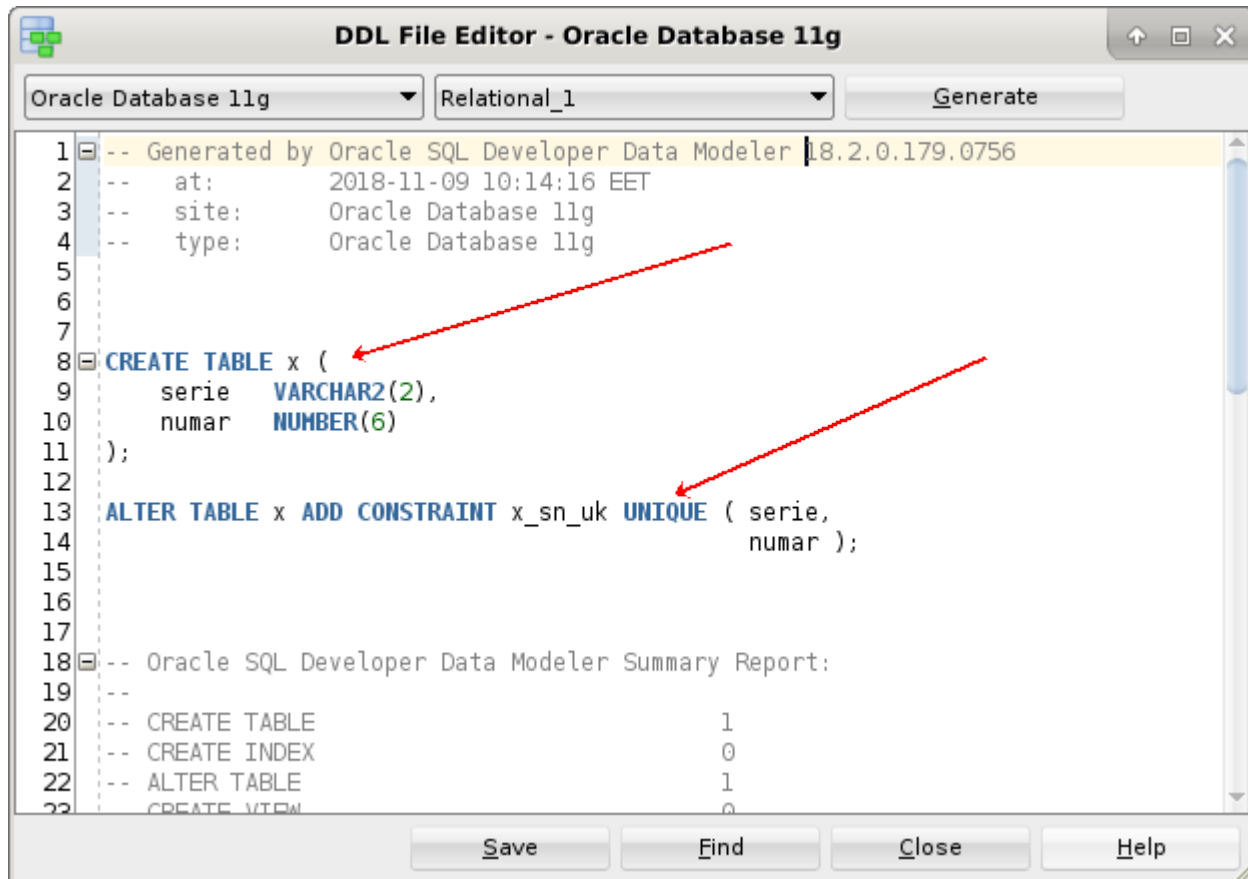 DDL File Editor - Oracle Database 11g
Oracle Database 11g Relational_1 Generate
1 -- Generated by Oracle SQL Developer Data Modeler 18.2.0.179.0756
2 --   at:        2018-11-09 10:14:16 EET
3 --   site:      Oracle Database 11g
4 --   type:      Oracle Database 11g
5
6
7
8 CREATE TABLE x (
9     serie   VARCHAR2(2),
10     numar   NUMBER(6)
11 );
12
13 ALTER TABLE x ADD CONSTRAINT x_sn_uk UNIQUE ( serie,
14                                               numar );
15
16
17
18 -- Oracle SQL Developer Data Modeler Summary Report:
19 --
20 -- CREATE TABLE                             1
21 -- CREATE INDEX                             0
22 -- ALTER TABLE                              1
23 -- CREATE VIEW                              0
Save Find Close Help